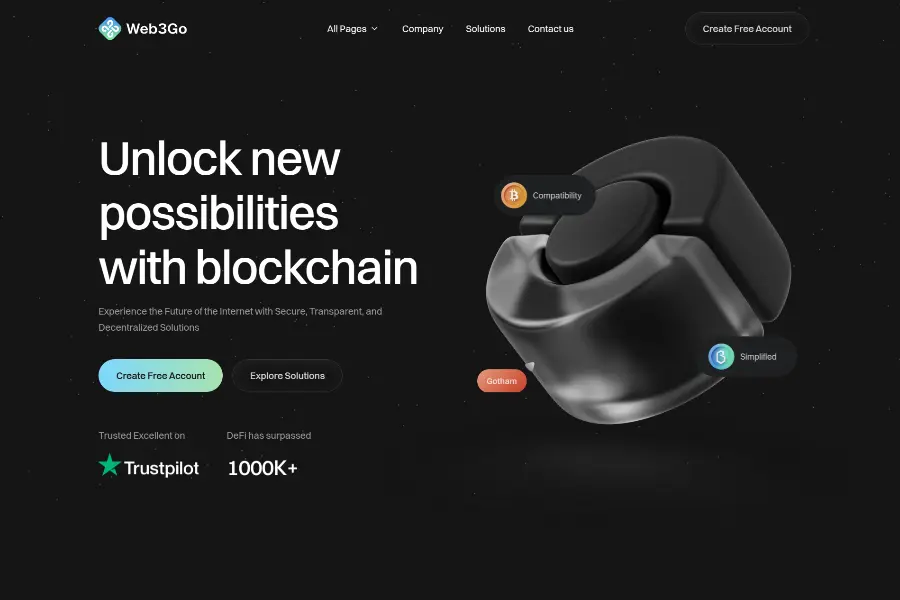 Web3Go
All Pages
Company
Solutions
Contact us
Create Free Account
Unlock new
possibilities
with blockchain
Experience the Future of the Internet with Secure, Transparent, and
Decentralized Solutions
Create Free Account
Explore Solutions
Trusted Excellent on
DeFi has surpassed
Trustpilot
1000K+
Compatibility
Simplified
Gotham